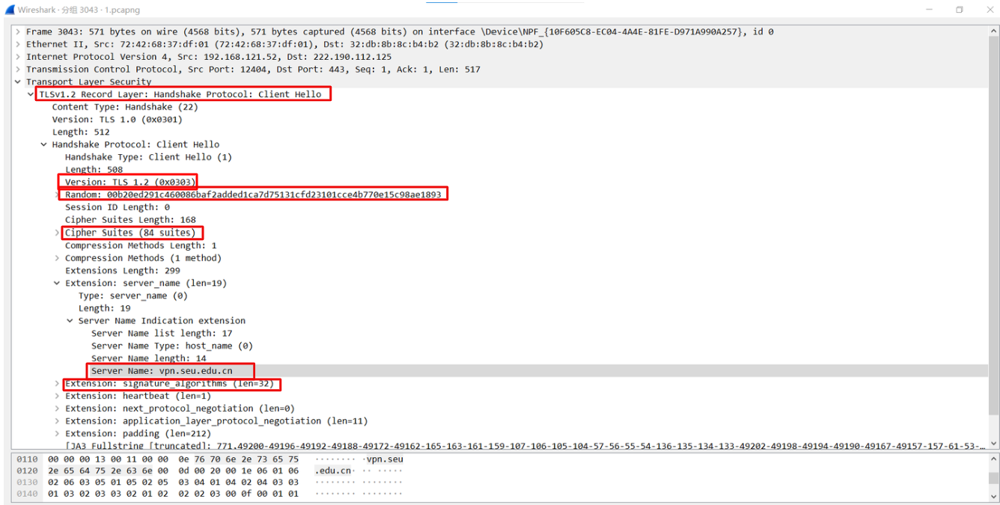 Wireshark · 分组 3043 · 1.pcapng
Frame 3043: 571 bytes on wire (4568 bits), 571 bytes captured (4568 bits) on interface \Device\NPF_{10F605C8-EC04-4A4E-81FE-D971A990A257}, id 0
Ethernet II, Src: 72:42:68:37:df:01 (72:42:68:37:df:01), Dst: 32:db:8b:8c:b4:b2 (32:db:8b:8c:b4:b2)
Internet Protocol Version 4, Src: 192.168.121.52, Dst: 222.190.112.125
Transmission Control Protocol, Src Port: 12404, Dst Port: 443, Seq: 1, Ack: 1, Len: 517
Transport Layer Security
TLSv1.2 Record Layer: Handshake Protocol: Client Hello
Content Type: Handshake (22)
Version: TLS 1.0 (0x0301)
Length: 512
Handshake Protocol: Client Hello
Handshake Type: Client Hello (1)
Length: 508
Version: TLS 1.2 (0x0303)
Random: 00b20ed291c460086baf2added1ca7d75131cfd23101cce4b770e15c98ae1893
Session ID Length: 0
Cipher Suites Length: 168
Cipher Suites (84 suites)
Compression Methods Length: 1
Compression Methods (1 method)
Extensions Length: 299
Extension: server_name (len=19)
Type: server_name (0)
Length: 19
Server Name Indication extension
Server Name list length: 17
Server Name Type: host_name (0)
Server Name length: 14
Server Name: vpn.seu.edu.cn
Extension: signature_algorithms (len=32)
Extension: heartbeat (len=1)
Extension: next_protocol_negotiation (len=0)
Extension: application_layer_protocol_negotiation (len=11)
Extension: padding (len=212)
[JA3 Fullstring [truncated]: 771,49200-49196-49192-49188-49172-49162-165-163-161-159-107-106-105-104-57-56-55-54-136-135-134-133-49202-49198-49194-49190-49167-49157-157-61-53-…
0110 00 00 00 13 00 11 00 00 0e 76 70 6e 2e 73 65 75 ········ ·vpn.seu
0120 2e 65 64 75 2e 63 6e 00 0d 00 20 00 1e 06 01 06 .edu.cn· ·· ·····
0130 02 06 03 05 01 05 02 05 03 04 01 04 02 04 03 03 ········ ········
0140 01 03 02 03 03 02 01 02 02 02 03 00 0f 00 01 01 ········ ········